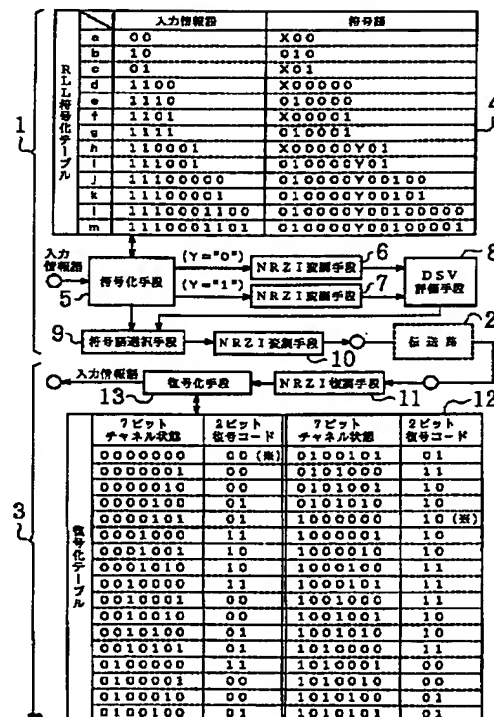 入力情報語 符号語
a 00 X00
b 10 010
c 01 X01
d 1100 X00000
e 1110 010000
f 1101 X00001
g 1111 010001
h 110001 X00000Y01
i 111001 010000Y01
j 11100000 010000Y00100
k 11100001 010000Y00101
l 1110001100 010000Y00100000
m 1110001101 010000Y00100001
RLL符号化テーブル
1
4
入力情報語
5
符号化手段
(Y="0")
(Y="1")
NRZI変調手段
6
NRZI変調手段
7
DSV評価手段
8
9
符号語選択手段
NRZI変調手段
10
伝送路
2
入力情報語
復号化手段
13
NRZI復調手段
11
12
3
復号化テーブル
7ビットチャネル状態 2ビット復号コード 7ビットチャネル状態 2ビット復号コード
0000000 00 (※) 0100101 01
0000001 00 0101000 11
0000010 00 0101001 10
0000100 01 0101010 10
0000101 01 1000000 10 (※)
0001000 11 1000001 10
0001001 10 1000010 10
0001010 10 1000100 11
0010000 11 1000101 11
0010001 00 1001000 11
0010010 00 1001001 10
0010100 01 1001010 10
0010101 01 1010000 11
0100000 11 1010001 00
0100001 00 1010010 00
0100010 00 1010100 01
0100100 01 1010101 01